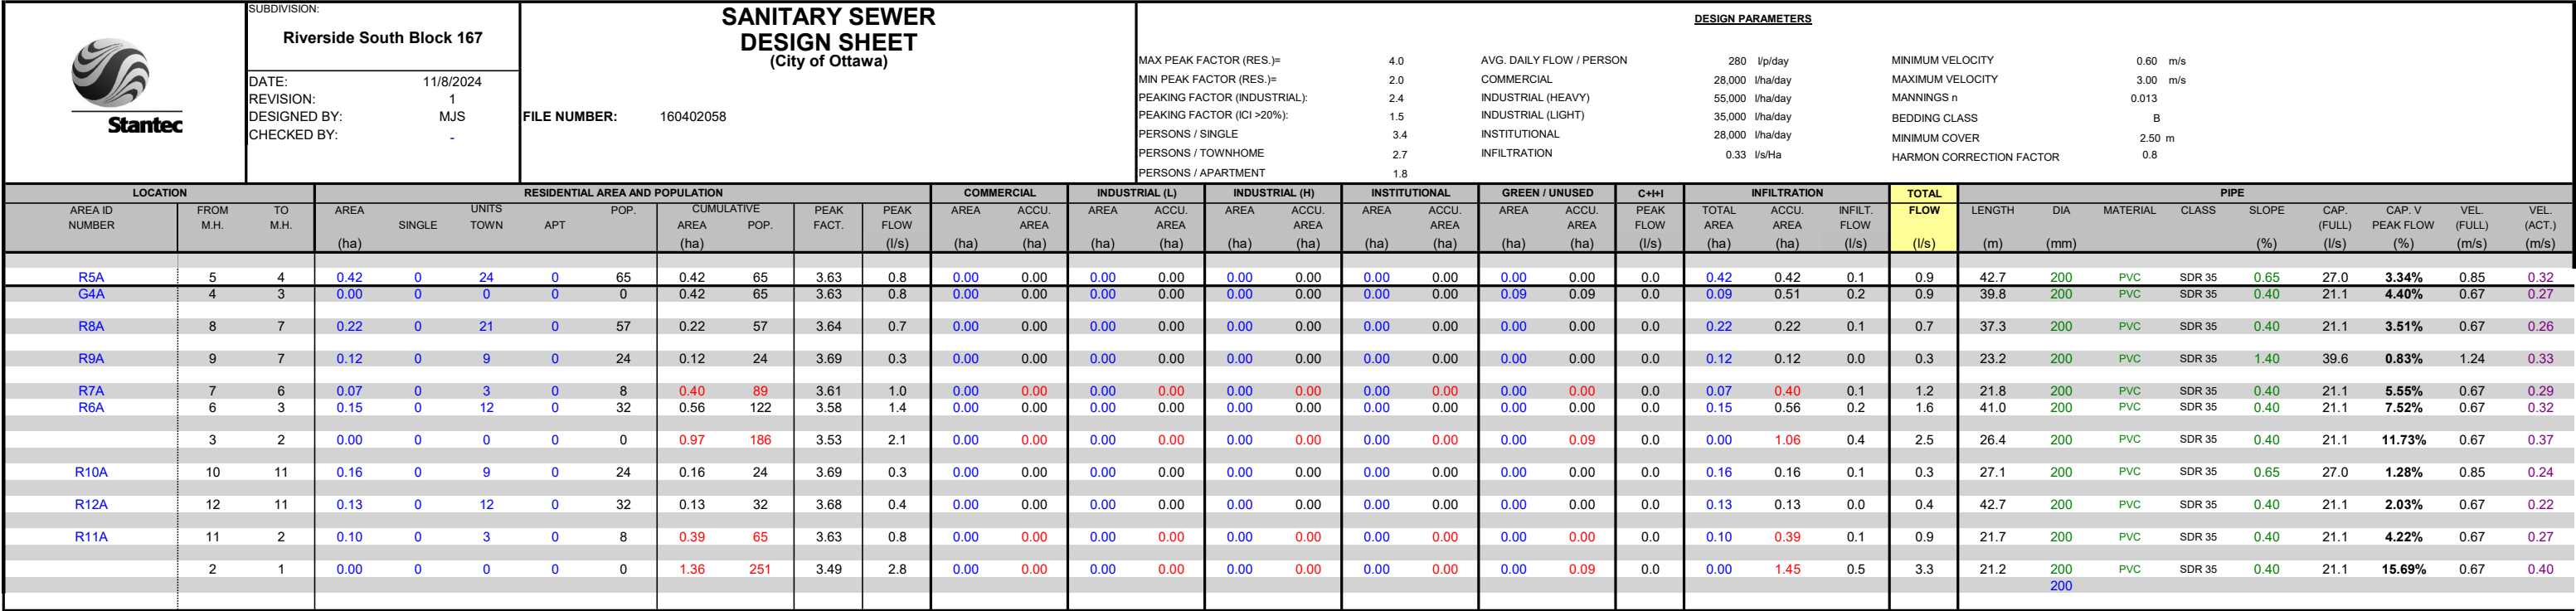 SUBDIVISION:
Riverside South Block 167
DATE: 11/8/2024
REVISION: 1
DESIGNED BY: MJS
CHECKED BY: -
Stantec
SANITARY SEWER
DESIGN SHEET
(City of Ottawa)
FILE NUMBER: 160402058
DESIGN PARAMETERS
MAX PEAK FACTOR (RES.)= 4.0 AVG. DAILY FLOW / PERSON 280 l/p/day MINIMUM VELOCITY 0.60 m/s
MIN PEAK FACTOR (RES.)= 2.0 COMMERCIAL 28,000 l/ha/day MAXIMUM VELOCITY 3.00 m/s
PEAKING FACTOR (INDUSTRIAL): 2.4 INDUSTRIAL (HEAVY) 55,000 l/ha/day MANNINGS n 0.013
PEAKING FACTOR (ICI >20%): 1.5 INDUSTRIAL (LIGHT) 35,000 l/ha/day BEDDING CLASS B
PERSONS / SINGLE 3.4 INSTITUTIONAL 28,000 l/ha/day MINIMUM COVER 2.50 m
PERSONS / TOWNHOME 2.7 INFILTRATION 0.33 l/s/Ha HARMON CORRECTION FACTOR 0.8
PERSONS / APARTMENT 1.8
LOCATION RESIDENTIAL AREA AND POPULATION COMMERCIAL INDUSTRIAL (L) INDUSTRIAL (H) INSTITUTIONAL GREEN / UNUSED C+I+I INFILTRATION TOTAL PIPE
AREA ID FROM TO AREA UNITS POP. CUMULATIVE PEAK PEAK AREA ACCU. AREA ACCU. AREA ACCU. AREA ACCU. AREA ACCU. PEAK TOTAL ACCU. INFILT. FLOW LENGTH DIA MATERIAL CLASS SLOPE CAP. CAP. V VEL. VEL.
NUMBER M.H. M.H. SINGLE TOWN APT AREA POP. FACT. FLOW AREA AREA AREA AREA AREA FLOW AREA AREA FLOW (FULL) PEAK FLOW (FULL) (ACT.)
(ha) (ha) (l/s) (ha) (ha) (ha) (ha) (ha) (ha) (ha) (ha) (ha) (ha) (l/s) (ha) (ha) (l/s) (l/s) (m) (mm) (%) (l/s) (%) (m/s) (m/s)
R5A 5 4 0.42 0 24 0 65 0.42 65 3.63 0.8 0.00 0.00 0.00 0.00 0.00 0.00 0.00 0.00 0.00 0.00 0.0 0.42 0.42 0.1 0.9 42.7 200 PVC SDR 35 0.65 27.0 3.34% 0.85 0.32
G4A 4 3 0.00 0 0 0 0 0.42 65 3.63 0.8 0.00 0.00 0.00 0.00 0.00 0.00 0.00 0.00 0.09 0.09 0.0 0.09 0.51 0.2 0.9 39.8 200 PVC SDR 35 0.40 21.1 4.40% 0.67 0.27
R8A 8 7 0.22 0 21 0 57 0.22 57 3.64 0.7 0.00 0.00 0.00 0.00 0.00 0.00 0.00 0.00 0.00 0.00 0.0 0.22 0.22 0.1 0.7 37.3 200 PVC SDR 35 0.40 21.1 3.51% 0.67 0.26
R9A 9 7 0.12 0 9 0 24 0.12 24 3.69 0.3 0.00 0.00 0.00 0.00 0.00 0.00 0.00 0.00 0.00 0.00 0.0 0.12 0.12 0.0 0.3 23.2 200 PVC SDR 35 1.40 39.6 0.83% 1.24 0.33
R7A 7 6 0.07 0 3 0 8 0.40 89 3.61 1.0 0.00 0.00 0.00 0.00 0.00 0.00 0.00 0.00 0.00 0.00 0.0 0.07 0.40 0.1 1.2 21.8 200 PVC SDR 35 0.40 21.1 5.55% 0.67 0.29
R6A 6 3 0.15 0 12 0 32 0.56 122 3.58 1.4 0.00 0.00 0.00 0.00 0.00 0.00 0.00 0.00 0.00 0.00 0.0 0.15 0.56 0.2 1.6 41.0 200 PVC SDR 35 0.40 21.1 7.52% 0.67 0.32
3 2 0.00 0 0 0 0 0.97 186 3.53 2.1 0.00 0.00 0.00 0.00 0.00 0.00 0.00 0.00 0.00 0.09 0.0 0.00 1.06 0.4 2.5 26.4 200 PVC SDR 35 0.40 21.1 11.73% 0.67 0.37
R10A 10 11 0.16 0 9 0 24 0.16 24 3.69 0.3 0.00 0.00 0.00 0.00 0.00 0.00 0.00 0.00 0.00 0.00 0.0 0.16 0.16 0.1 0.3 27.1 200 PVC SDR 35 0.65 27.0 1.28% 0.85 0.24
R12A 12 11 0.13 0 12 0 32 0.13 32 3.68 0.4 0.00 0.00 0.00 0.00 0.00 0.00 0.00 0.00 0.00 0.00 0.0 0.13 0.13 0.0 0.4 42.7 200 PVC SDR 35 0.40 21.1 2.03% 0.67 0.22
R11A 11 2 0.10 0 3 0 8 0.39 65 3.63 0.8 0.00 0.00 0.00 0.00 0.00 0.00 0.00 0.00 0.00 0.00 0.0 0.10 0.39 0.1 0.9 21.7 200 PVC SDR 35 0.40 21.1 4.22% 0.67 0.27
2 1 0.00 0 0 0 0 1.36 251 3.49 2.8 0.00 0.00 0.00 0.00 0.00 0.00 0.00 0.00 0.00 0.09 0.0 0.00 1.45 0.5 3.3 21.2 200 PVC SDR 35 0.40 21.1 15.69% 0.67 0.40
200